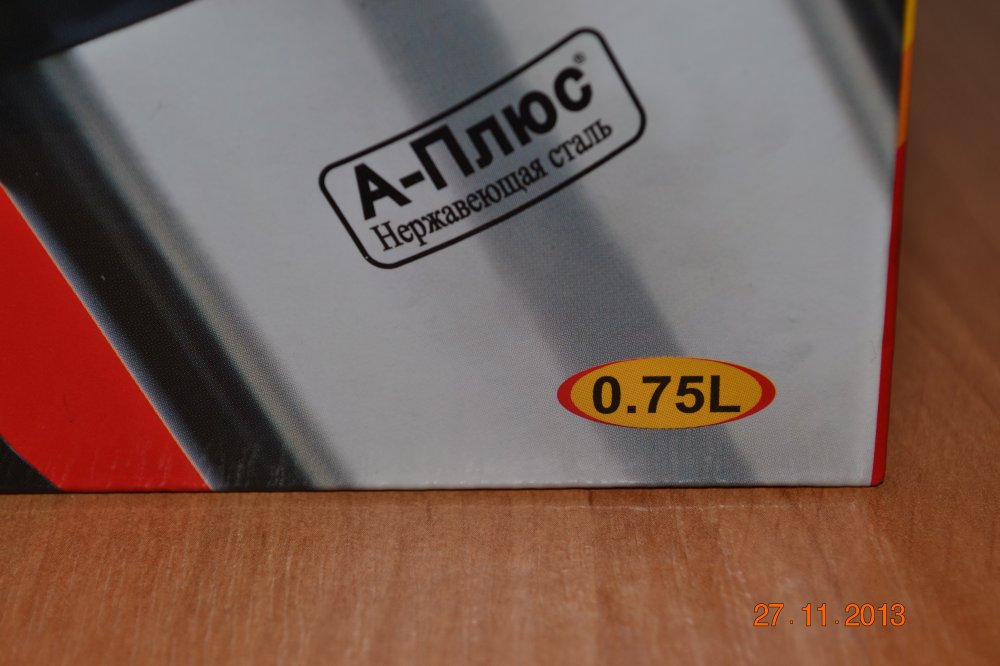 А-Плюс®
Нержавеющая сталь
0.75L
27.11.2013